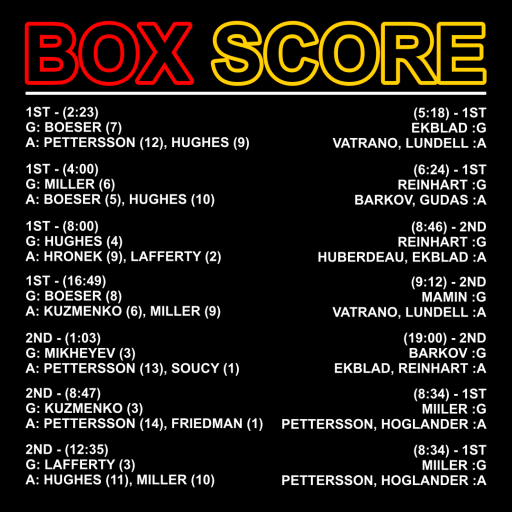 BOX SCORE
1ST - (2:23)
G: BOESER (7)
A: PETTERSSON (12), HUGHES (9)
1ST - (4:00)
G: MILLER (6)
A: BOESER (5), HUGHES (10)
1ST - (8:00)
G: HUGHES (4)
A: HRONEK (9), LAFFERTY (2)
1ST - (16:49)
G: BOESER (8)
A: KUZMENKO (6), MILLER (9)
2ND - (1:03)
G: MIKHEYEV (3)
A: PETTERSSON (13), SOUCY (1)
2ND - (8:47)
G: KUZMENKO (3)
A: PETTERSSON (14), FRIEDMAN (1)
2ND - (12:35)
G: LAFFERTY (3)
A: HUGHES (11), MILLER (10)
(5:18) - 1ST
EKBLAD :G
VATRANO, LUNDELL :A
(6:24) - 1ST
REINHART :G
BARKOV, GUDAS :A
(8:46) - 2ND
REINHART :G
HUBERDEAU, EKBLAD :A
(9:12) - 2ND
MAMIN :G
VATRANO, LUNDELL :A
(19:00) - 2ND
BARKOV :G
EKBLAD, REINHART :A
(8:34) - 1ST
MIILER :G
PETTERSSON, HOGLANDER :A
(8:34) - 1ST
MIILER :G
PETTERSSON, HOGLANDER :A